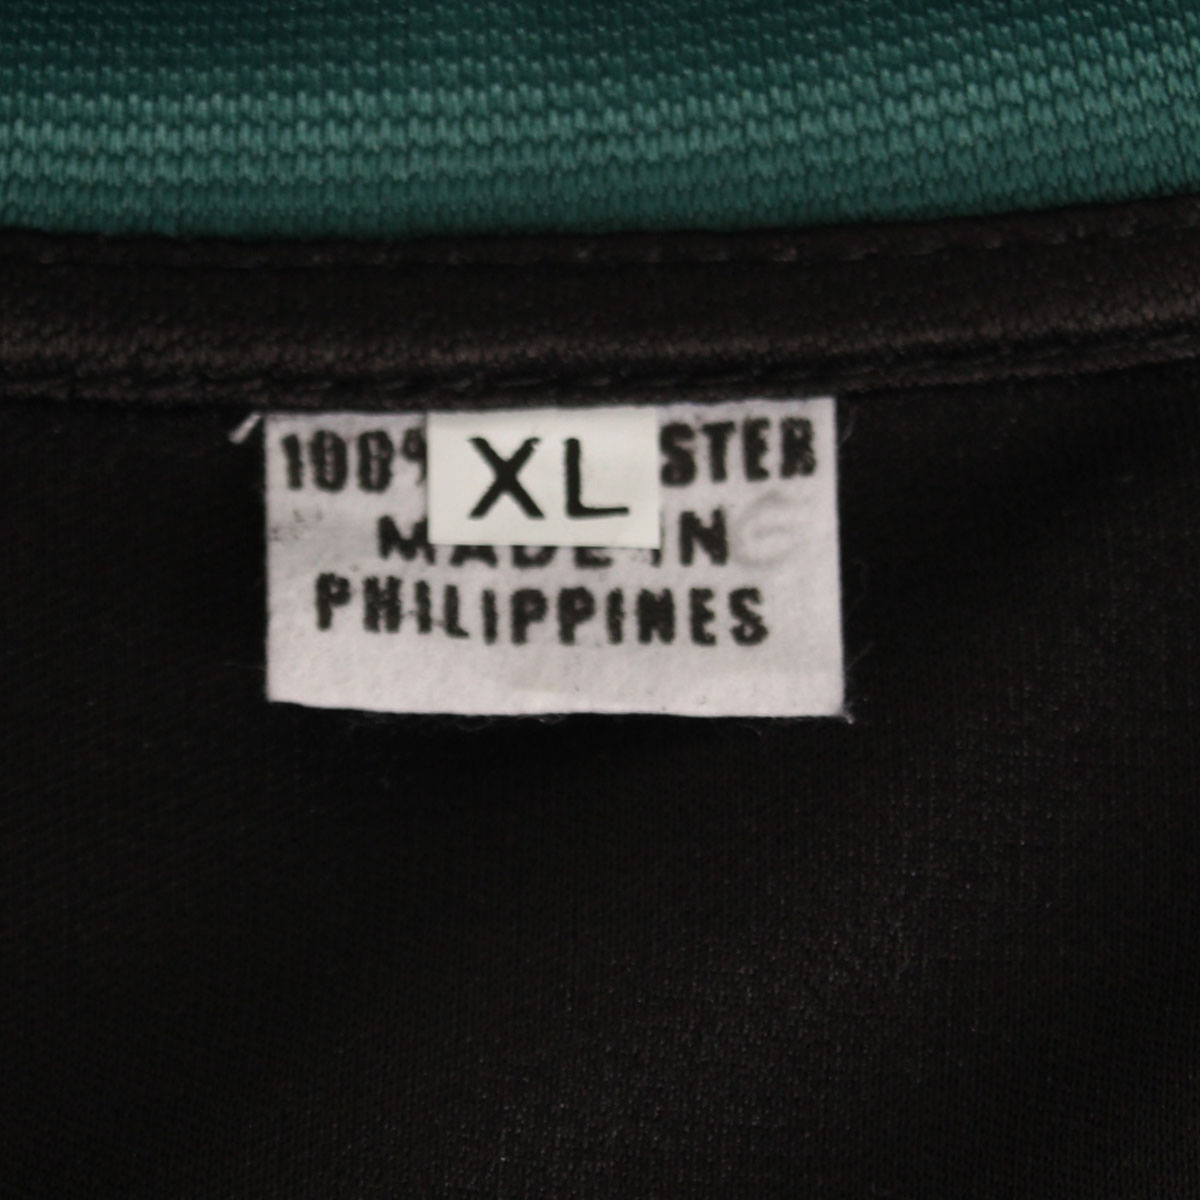 100% XL STER
MADE IN
PHILIPPINES